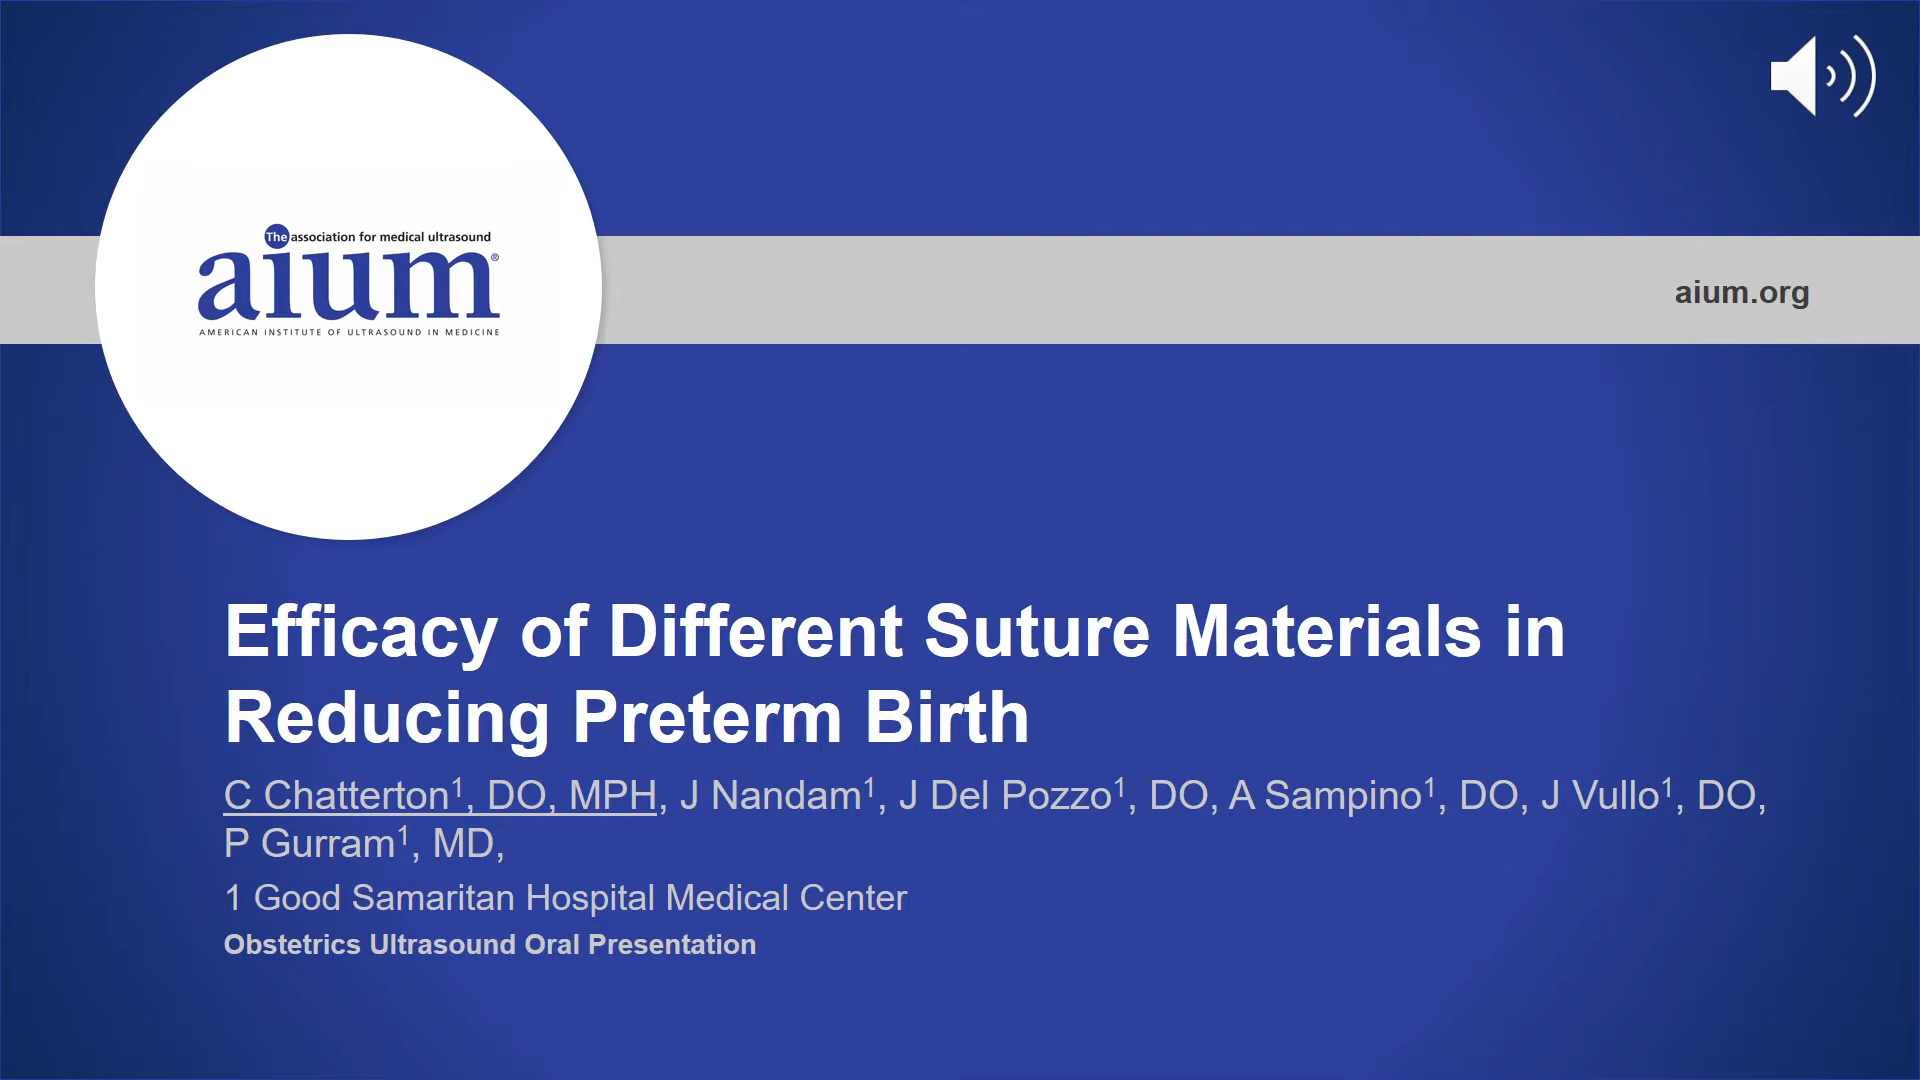 The association for medical ultrasound
aium®
AMERICAN INSTITUTE OF ULTRASOUND IN MEDICINE
aium.org
Efficacy of Different Suture Materials in
Reducing Preterm Birth
C Chatterton¹, DO, MPH, J Nandam¹, J Del Pozzo¹, DO, A Sampino¹, DO, J Vullo¹, DO,
P Gurram¹, MD,
1 Good Samaritan Hospital Medical Center
Obstetrics Ultrasound Oral Presentation